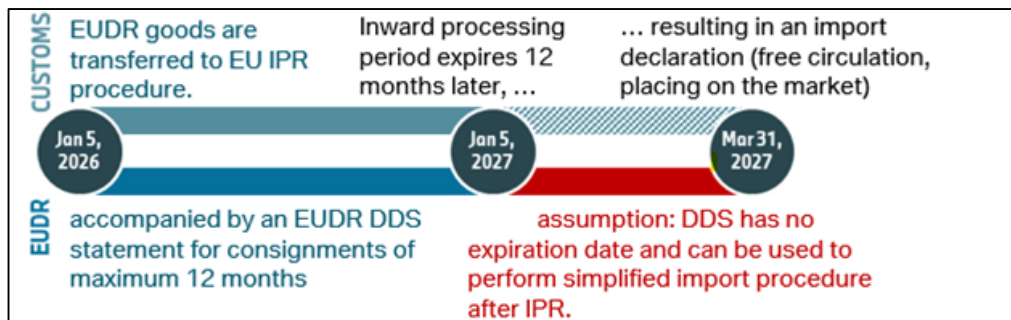 CUSTOMS
EUDR goods are
transferred to EU IPR
procedure.
Inward processing
period expires 12
months later, ...
... resulting in an import
declaration (free circulation,
placing on the market)
Jan 5,
2026
Jan 5,
2027
Mar 31,
2027
EUDR
accompanied by an EUDR DDS
statement for consignments of
maximum 12 months
assumption: DDS has no
expiration date and can be used to
perform simplified import procedure
after IPR.